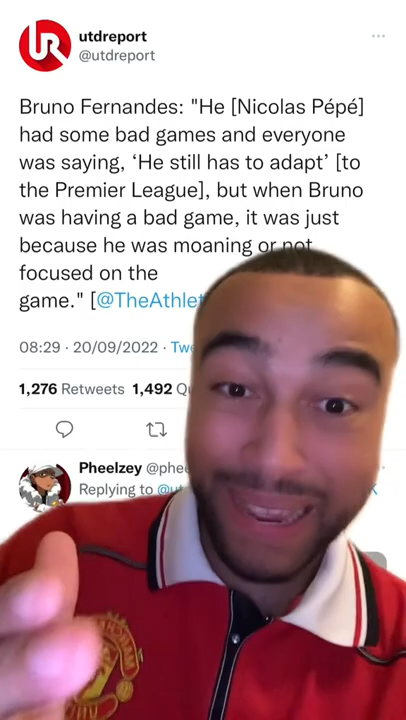 utdreport
@utdreport
Bruno Fernandes: "He [Nicolas Pépé]
had some bad games and everyone
was saying, ‘He still has to adapt’ [to
the Premier League], but when Bruno
was having a bad game, it was just
because he was moaning or not
focused on the
game." [@TheAthlet
08:29 · 20/09/2022 ·
1,276 Retweets 1,492
Pheelzey
Replying to